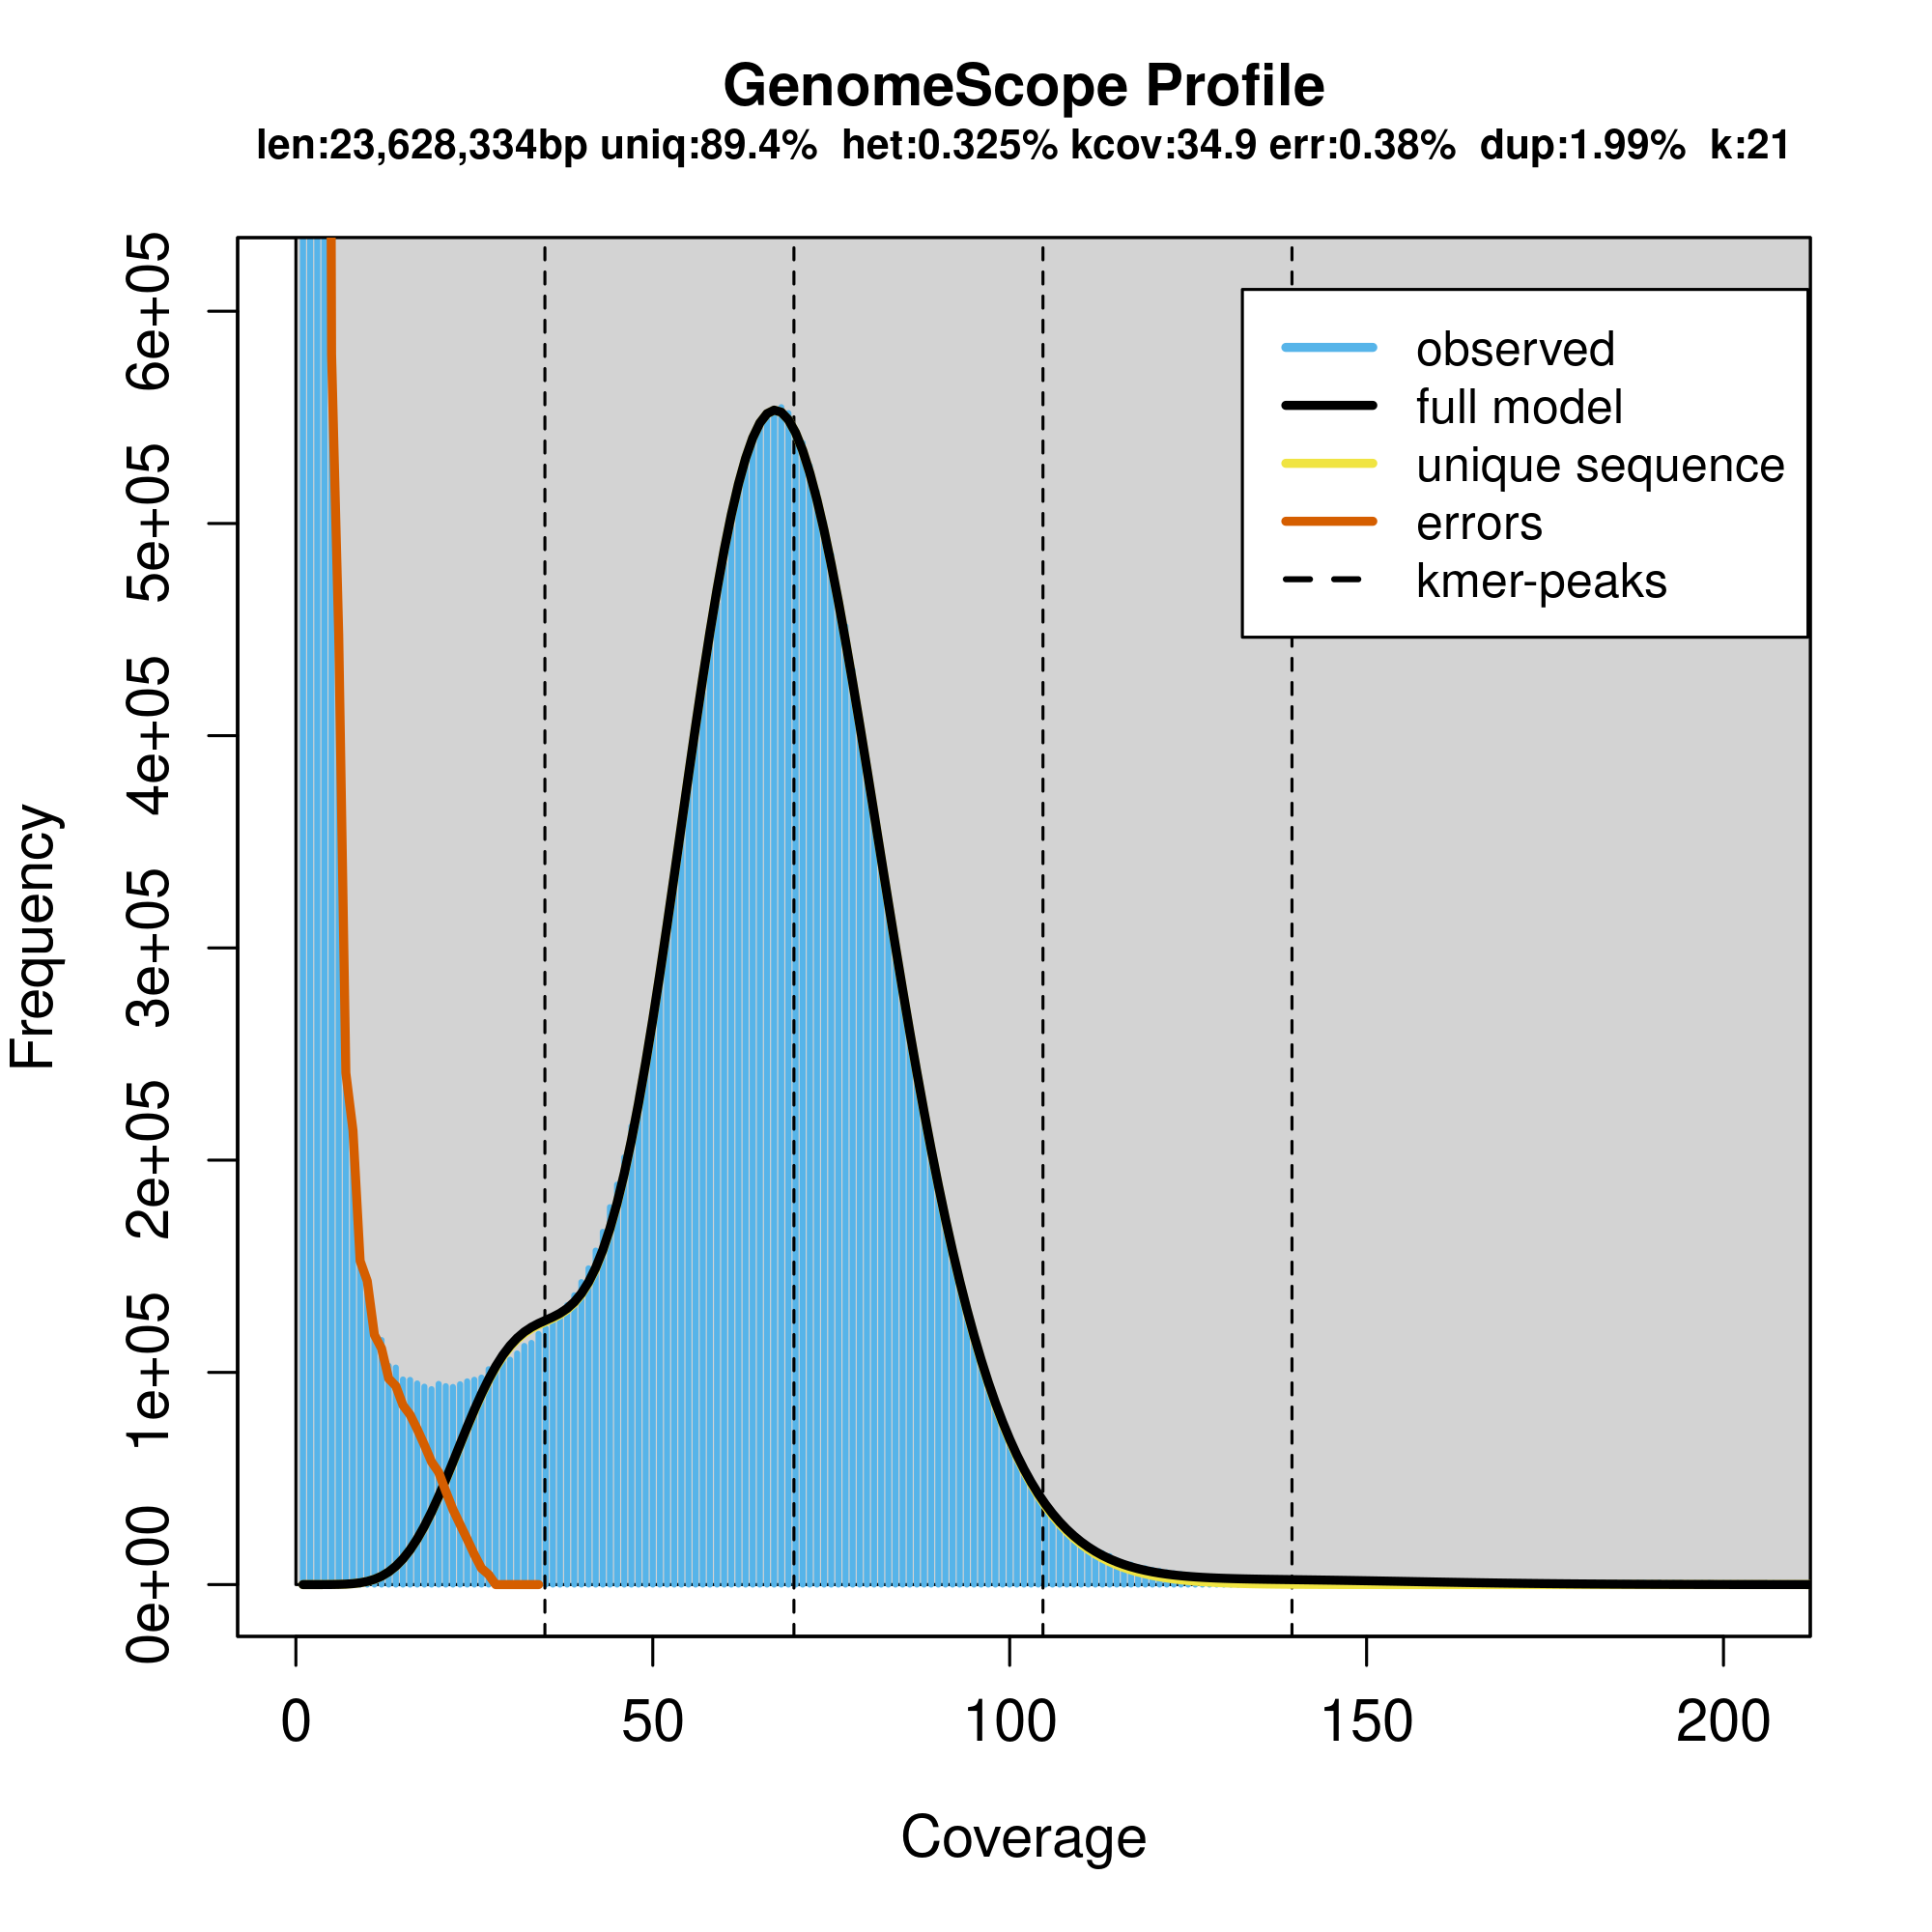 GenomeScope Profile
len:23,628,334bp uniq:89.4% het:0.325% kcov:34.9 err:0.38% dup:1.99% k:21
Frequency
6e+05
5e+05
4e+05
3e+05
2e+05
1e+05
0e+00
observed
full model
unique sequence
errors
kmer-peaks
0 50 100 150 200
Coverage